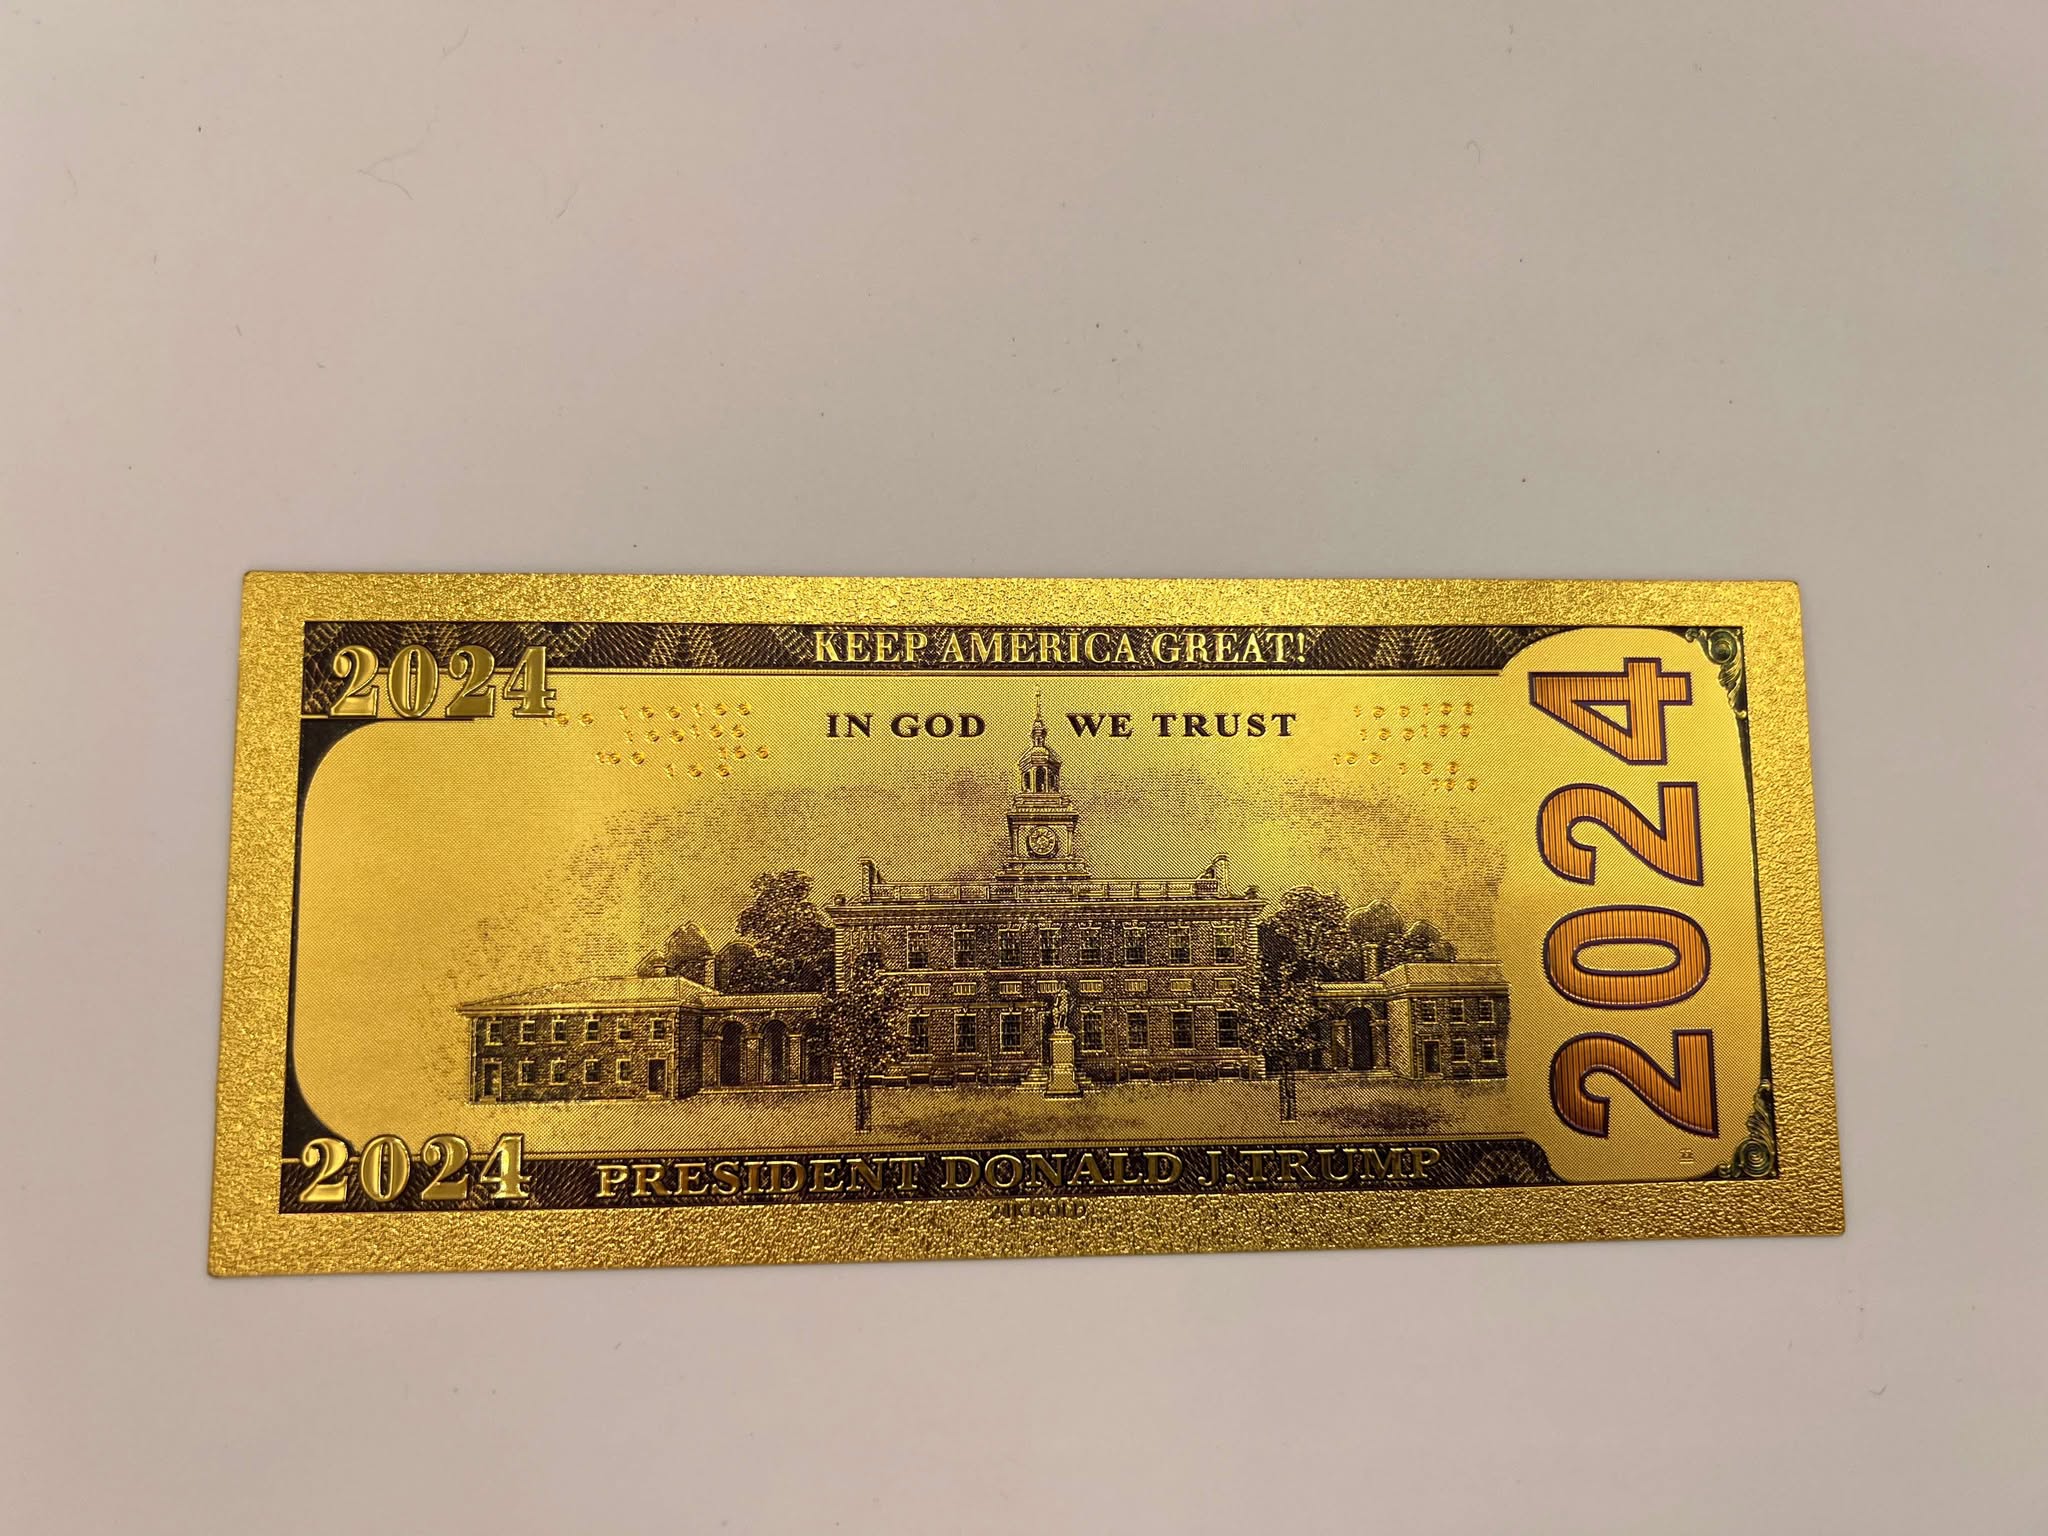 KEEP AMERICA GREAT!
2024
IN GOD WE TRUST
2024
2024
PRESIDENT DONALD J. TRUMP
24K GOLD